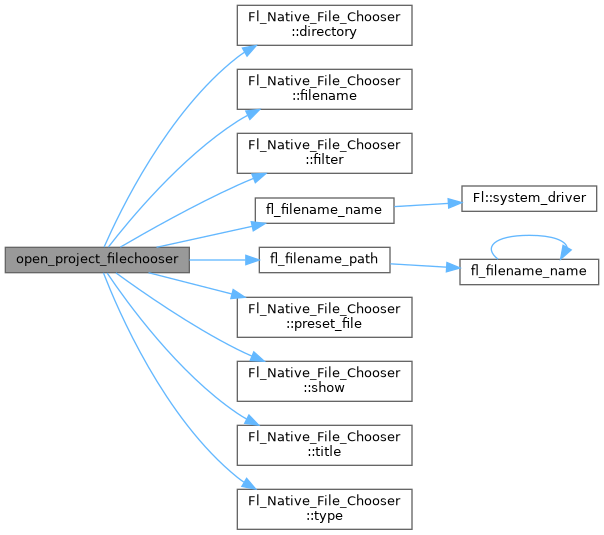 Fl_Native_File_Chooser
::directory
Fl_Native_File_Chooser
::filename
Fl_Native_File_Chooser
::filter
fl_filename_name
Fl::system_driver
open_project_filechooser
fl_filename_path
fl_filename_name
Fl_Native_File_Chooser
::preset_file
Fl_Native_File_Chooser
::show
Fl_Native_File_Chooser
::title
Fl_Native_File_Chooser
::type